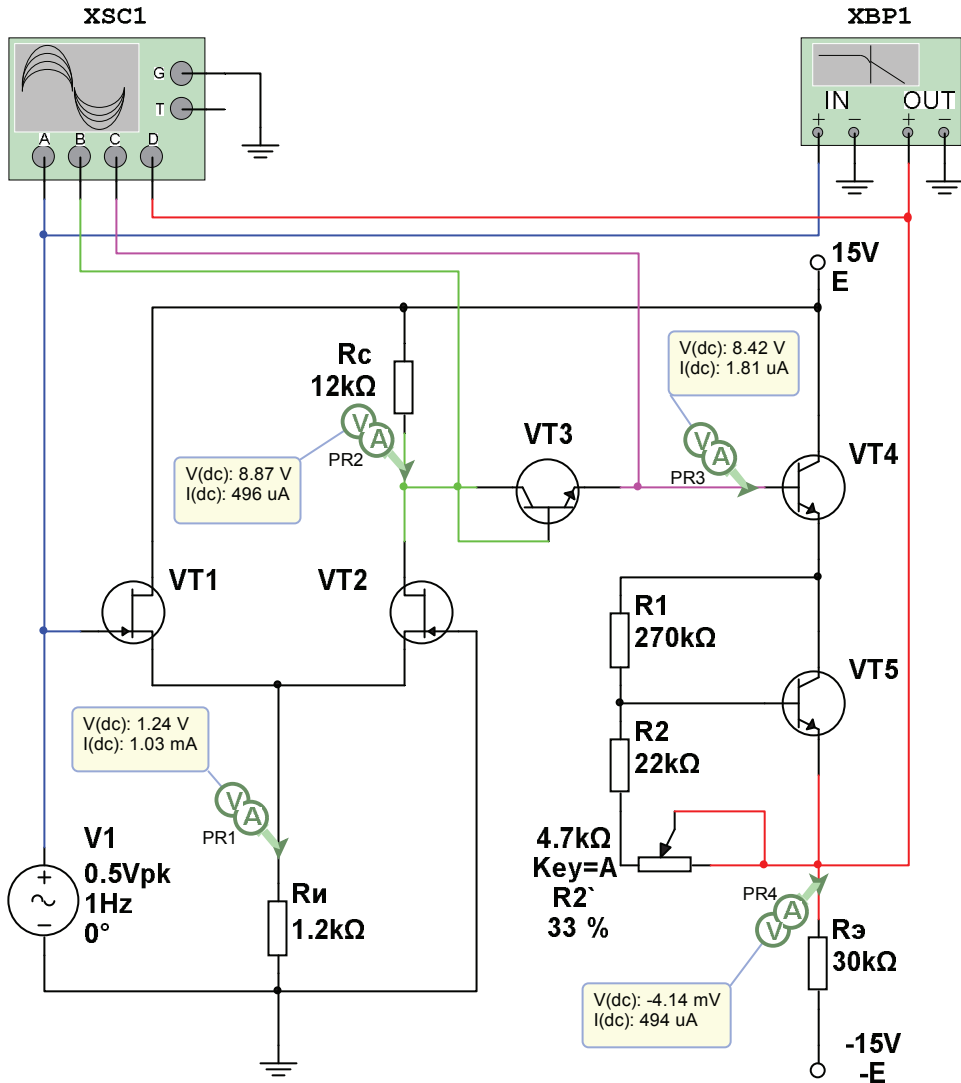 XSC1
XBP1
G
T
A B C D
IN OUT
+ − + −
15V
E
V(dc): 8.42 V
I(dc): 1.81 uA
Rc
12kΩ
V
A
PR2
V(dc): 8.87 V
I(dc): 496 uA
VT3
V
A
PR3
VT4
VT1
VT2
R1
270kΩ
VT5
V(dc): 1.24 V
I(dc): 1.03 mA
R2
22kΩ
V
A
PR1
V1
0.5Vpk
1Hz
0°
+
−
Rи
1.2kΩ
4.7kΩ
Key=A
R2`
33 %
PR4
A
V
Rэ
30kΩ
V(dc): -4.14 mV
I(dc): 494 uA
-15V
-E